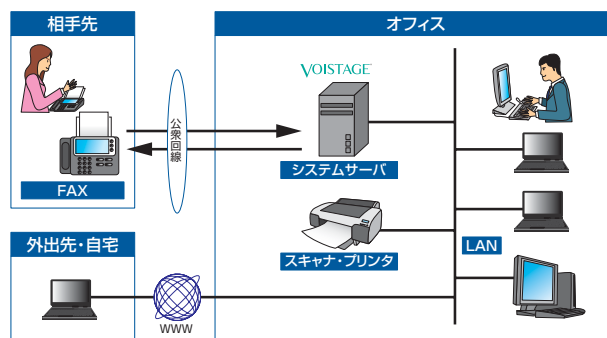 相手先
FAX
公衆回線
外出先・自宅
WWW
オフィス
VOISTAGE
システムサーバ
スキャナ・プリンタ
LAN